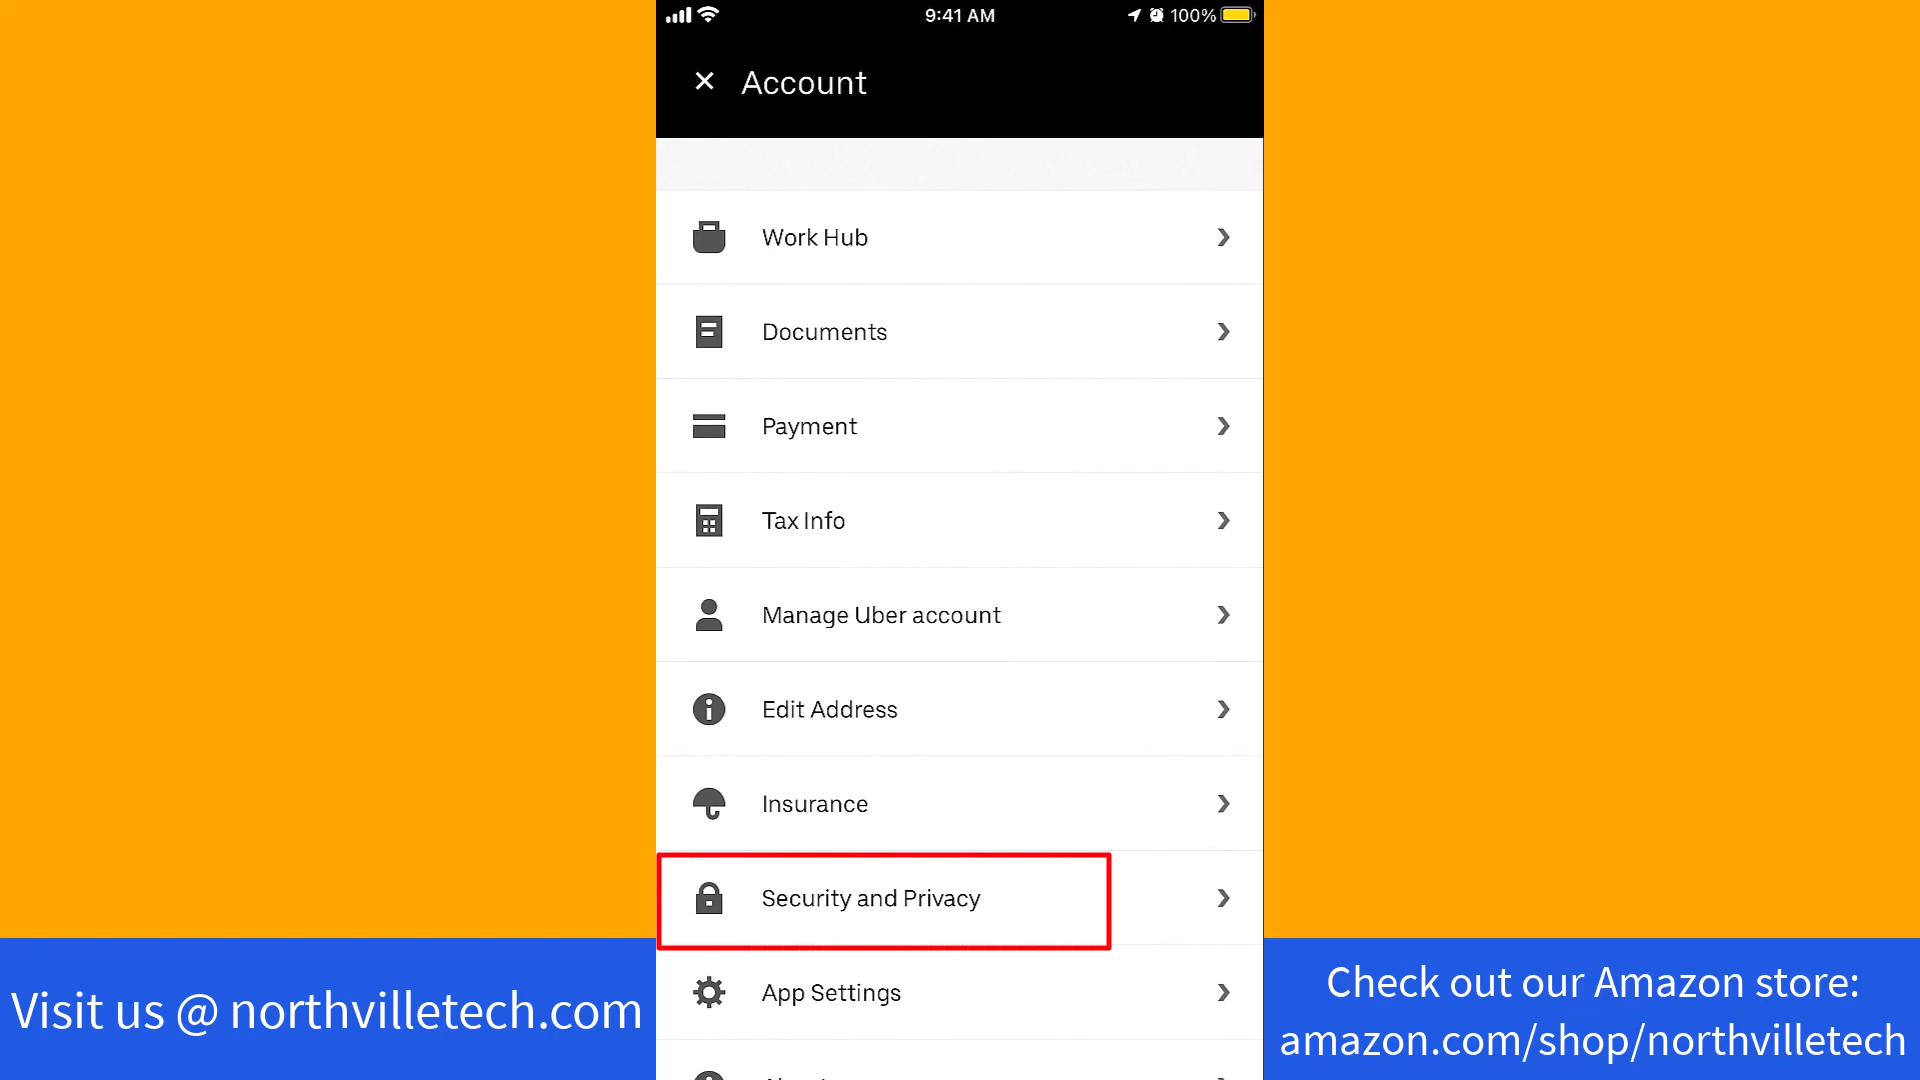 9:41 AM
100%
Account
Work Hub
Documents
Payment
Tax Info
Manage Uber account
Edit Address
Insurance
Security and Privacy
App Settings
Visit us @ northvilletech.com
Check out our Amazon store:
amazon.com/shop/northvilletech